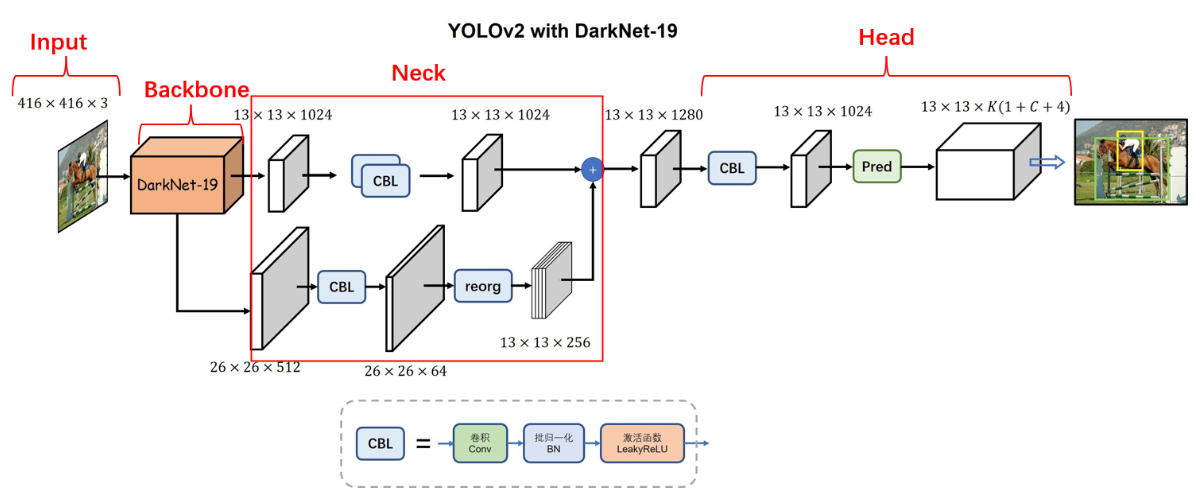 YOLOv2 with DarkNet-19
Input
Backbone
Neck
Head
416 × 416 × 3
13 × 13 × 1024
13 × 13 × 1024
13 × 13 × 1280
13 × 13 × 1024
13 × 13 × K(1 + C + 4)
DarkNet-19
CBL
+
CBL
Pred
CBL
reorg
26 × 26 × 512
26 × 26 × 64
13 × 13 × 256
CBL
=
卷积
Conv
批归一化
BN
激活函数
LeakyReLU